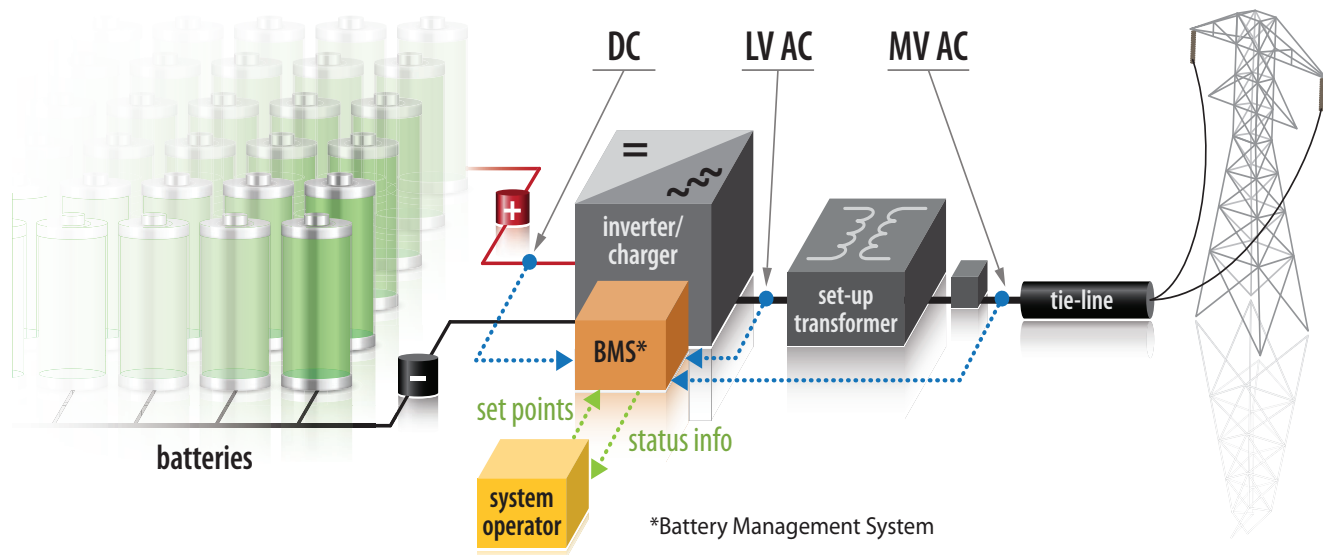 DC
LV AC
MV AC
=
~~~
+
inverter/
charger
set-up
transformer
tie-line
BMS*
-
set points
status info
batteries
system
operator
*Battery Management System